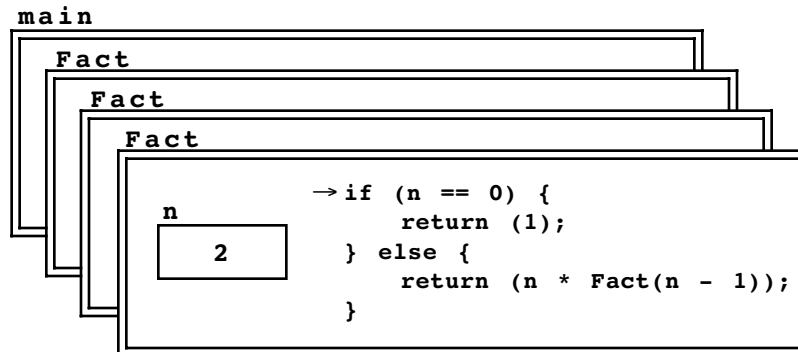 main
Fact
Fact
Fact
→ if (n == 0) {
n
return (1);
2
} else {
return (n * Fact(n - 1));
}